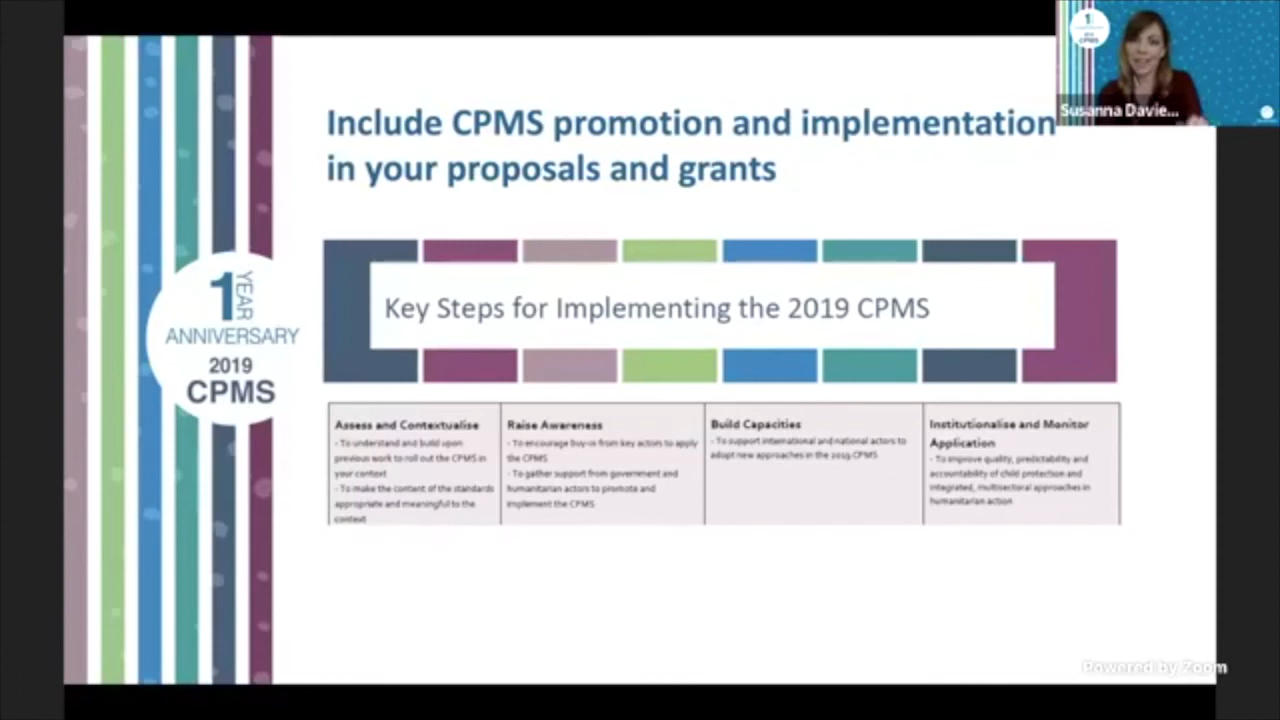 Include CPMS promotion and implementation
in your proposals and grants
Susanna Davie...
1
YEAR
ANNIVERSARY
2019
CPMS
Key Steps for Implementing the 2019 CPMS
Assess and Contextualise
- To understand and build upon
previous work to roll out the CPMS in
your context
- To make the content of the standards
appropriate and meaningful to the
context
Raise Awareness
- To encourage buy-in from key actors to apply
the CPMS
- To gather support from government and
humanitarian actors to promote and
implement the CPMS
Build Capacities
- To support international and national actors to
adopt new approaches in the 2019 CPMS
Institutionalise and Monitor
Application
- To improve quality, predictability and
accountability of child protection and
integrated, multisectoral approaches in
humanitarian action
Powered by Zoom